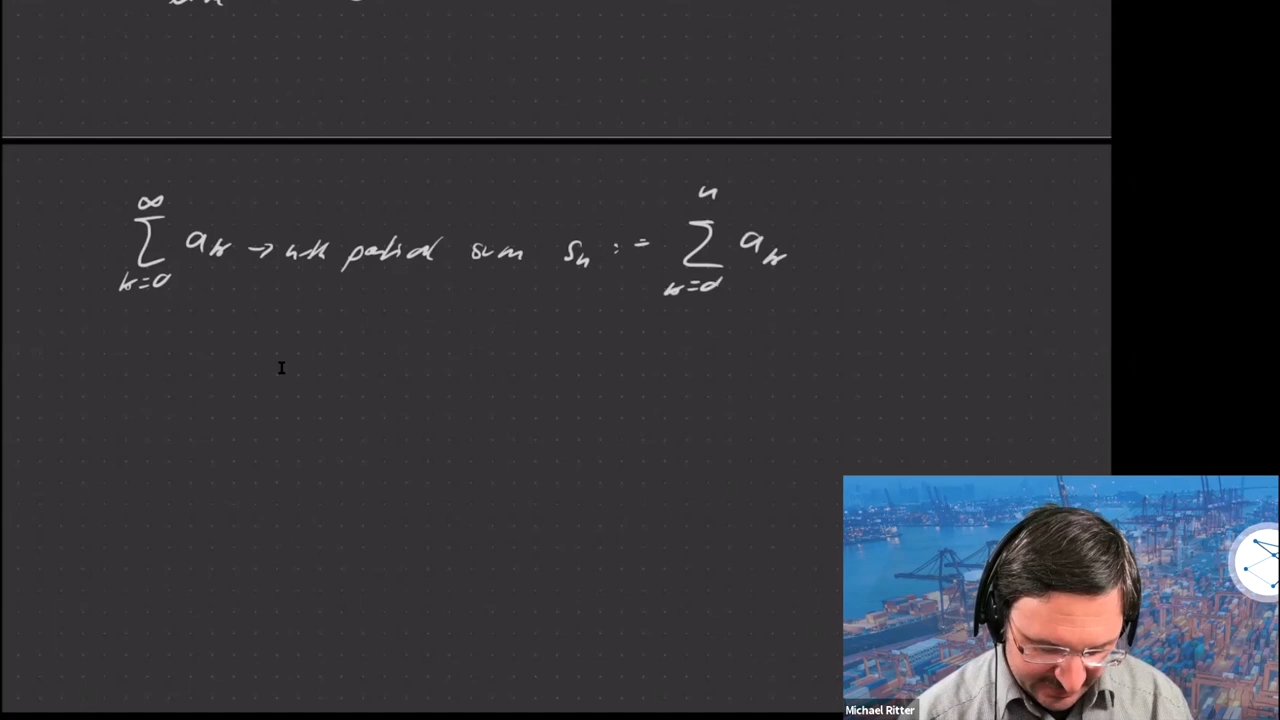 ∞ ∑ k=0 a_k → nth partial sum s_n := n ∑ k=0 a_k
Michael Ritter